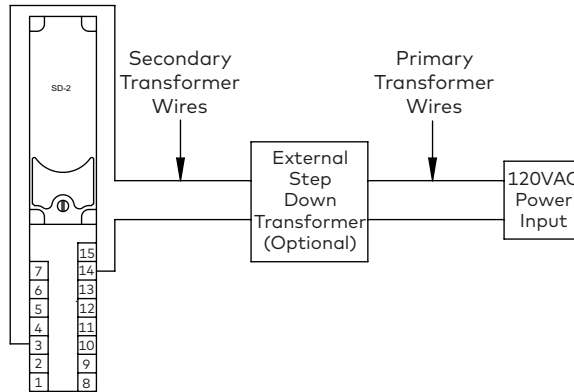 SD-2
Secondary
Transformer
Wires
Primary
Transformer
Wires
External
Step
Down
Transformer
(Optional)
120VAC
Power
Input
15
7 14
6 13
5 12
4 11
3 10
2 9
1 8